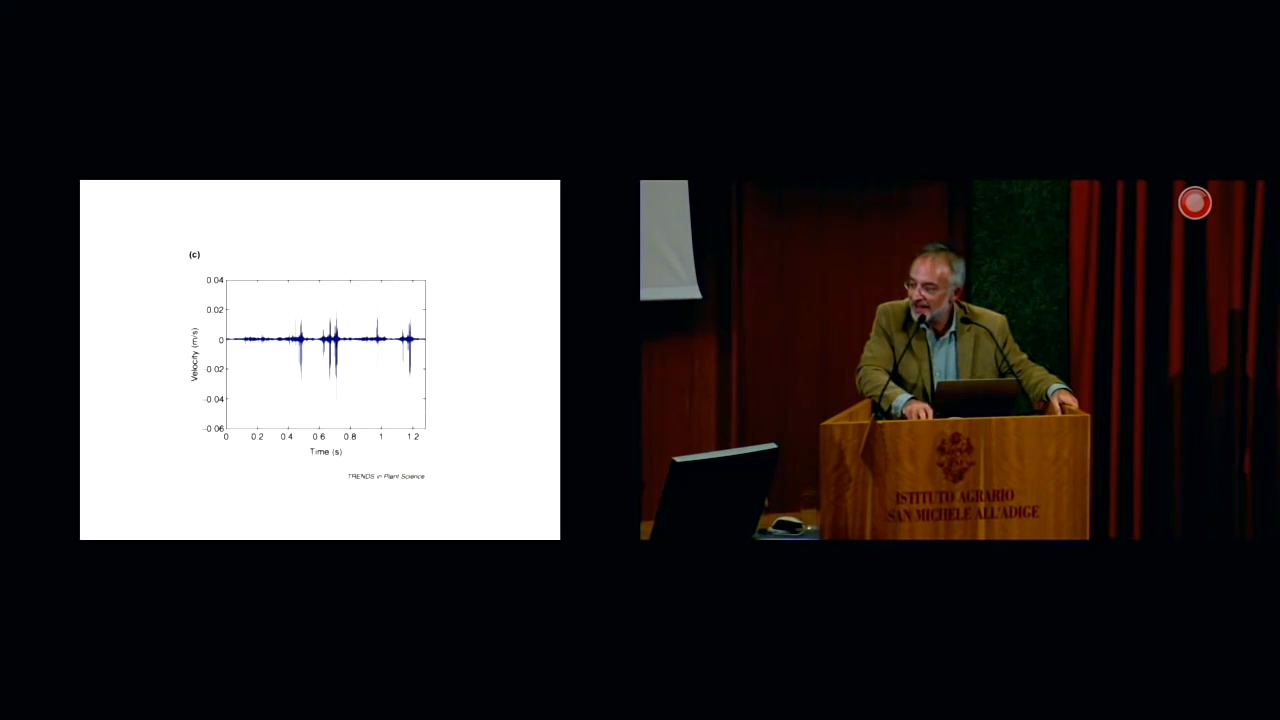 (c)
0.04
0.02
0
-0.02
-0.04
-0.06
Velocity (m/s)
0 0.2 0.4 0.6 0.8 1 1.2
Time (s)
TRENDS in Plant Science
ISTITUTO AGRARIO
SAN MICHELE ALL'ADIGE